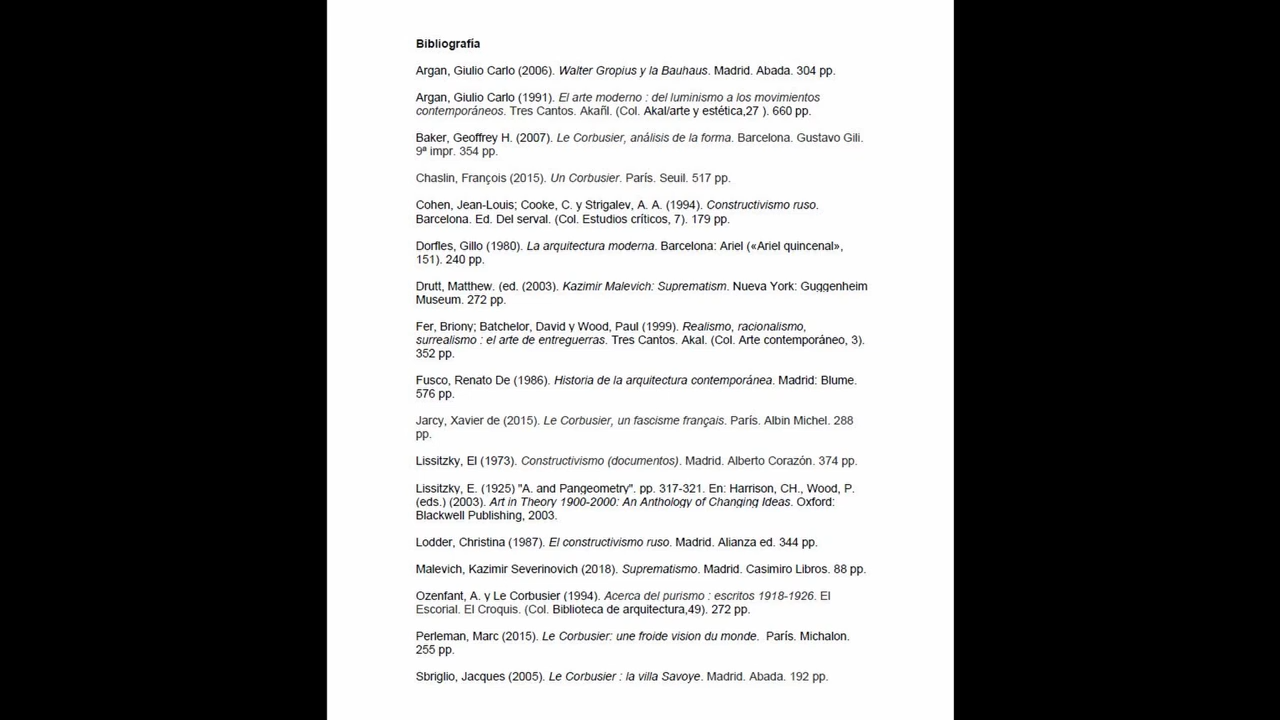 Bibliografía
Argan, Giulio Carlo (2006). Walter Gropius y la Bauhaus. Madrid. Abada. 304 pp.
Argan, Giulio Carlo (1991). El arte moderno : del luminismo a los movimientos
contemporáneos. Tres Cantos. Akañl. (Col. Akal/arte y estética,27 ). 660 pp.
Baker, Geoffrey H. (2007). Le Corbusier, análisis de la forma. Barcelona. Gustavo Gili.
9ª impr. 354 pp.
Chaslin, François (2015). Un Corbusier. París. Seuil. 517 pp.
Cohen, Jean-Louis; Cooke, C. y Strigalev, A. A. (1994). Constructivismo ruso.
Barcelona. Ed. Del serval. (Col. Estudios críticos, 7). 179 pp.
Dorfles, Gillo (1980). La arquitectura moderna. Barcelona: Ariel («Ariel quincenal»,
151). 240 pp.
Drutt, Matthew. (ed. (2003). Kazimir Malevich: Suprematism. Nueva York: Guggenheim
Museum. 272 pp.
Fer, Briony; Batchelor, David y Wood, Paul (1999). Realismo, racionalismo,
surrealismo : el arte de entreguerras. Tres Cantos. Akal. (Col. Arte contemporáneo, 3).
352 pp.
Fusco, Renato De (1986). Historia de la arquitectura contemporánea. Madrid: Blume.
576 pp.
Jarcy, Xavier de (2015). Le Corbusier, un fascisme français. París. Albin Michel. 288
pp.
Lissitzky, El (1973). Constructivismo (documentos). Madrid. Alberto Corazón. 374 pp.
Lissitzky, E. (1925) "A. and Pangeometry". pp. 317-321. En: Harrison, CH., Wood, P.
(eds.) (2003). Art in Theory 1900-2000: An Anthology of Changing Ideas. Oxford:
Blackwell Publishing, 2003.
Lodder, Christina (1987). El constructivismo ruso. Madrid. Alianza ed. 344 pp.
Malevich, Kazimir Severinovich (2018). Suprematismo. Madrid. Casimiro Libros. 88 pp.
Ozenfant, A. y Le Corbusier (1994). Acerca del purismo : escritos 1918-1926. El
Escorial. El Croquis. (Col. Biblioteca de arquitectura,49). 272 pp.
Perleman, Marc (2015). Le Corbusier: une froide vision du monde. París. Michalon.
255 pp.
Sbriglio, Jacques (2005). Le Corbusier : la villa Savoye. Madrid. Abada. 192 pp.